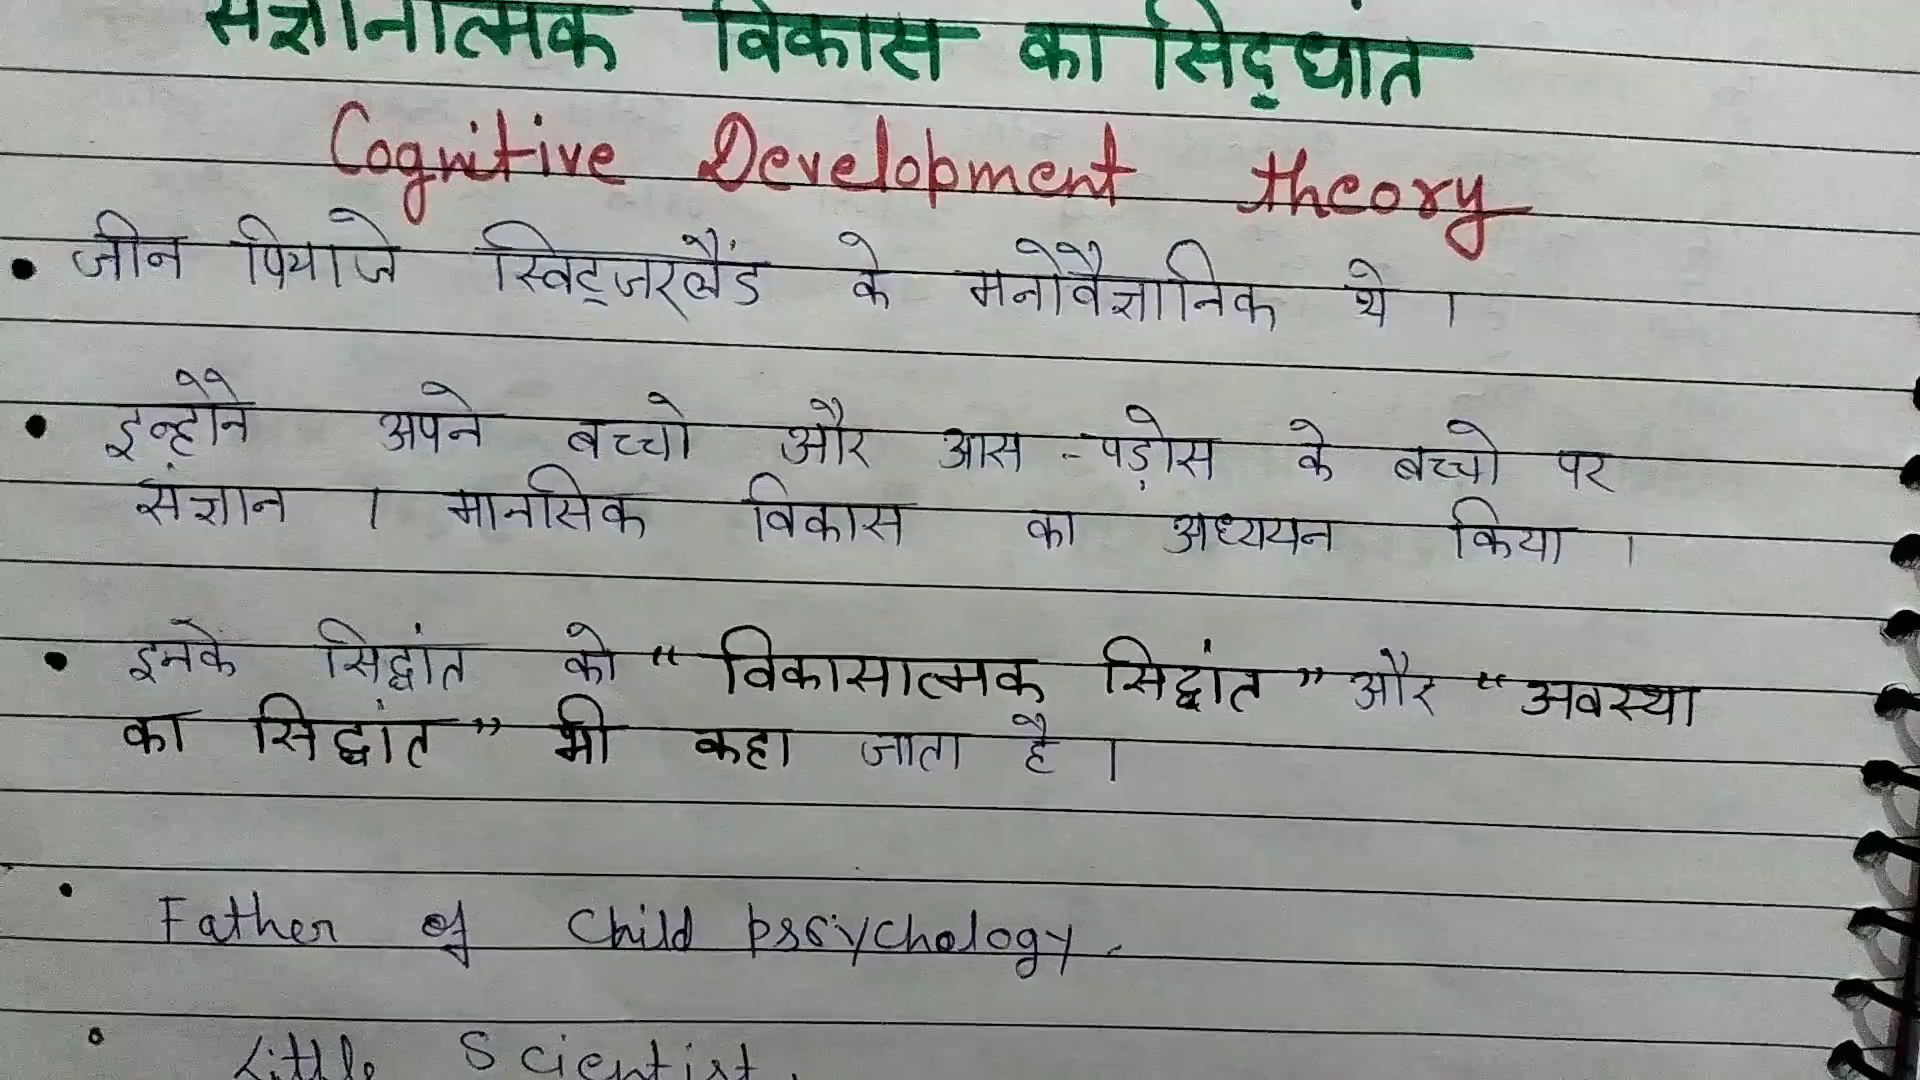 संज्ञानात्मक विकास का सिद्धांत
Cognitive Development theory
• जीन पियाजे स्विट्जरलैंड के मनोवैज्ञानिक थे ।
• इन्होने अपने बच्चो और आस-पड़ोस के बच्चो पर
संज्ञान । मानसिक विकास का अध्ययन किया ।
• इनके सिद्धांत को “विकासात्मक सिद्धांत” और “अवस्था
का सिद्धांत” भी कहा जाता है ।
• Father of Child pssychology.
• Little Scientist.